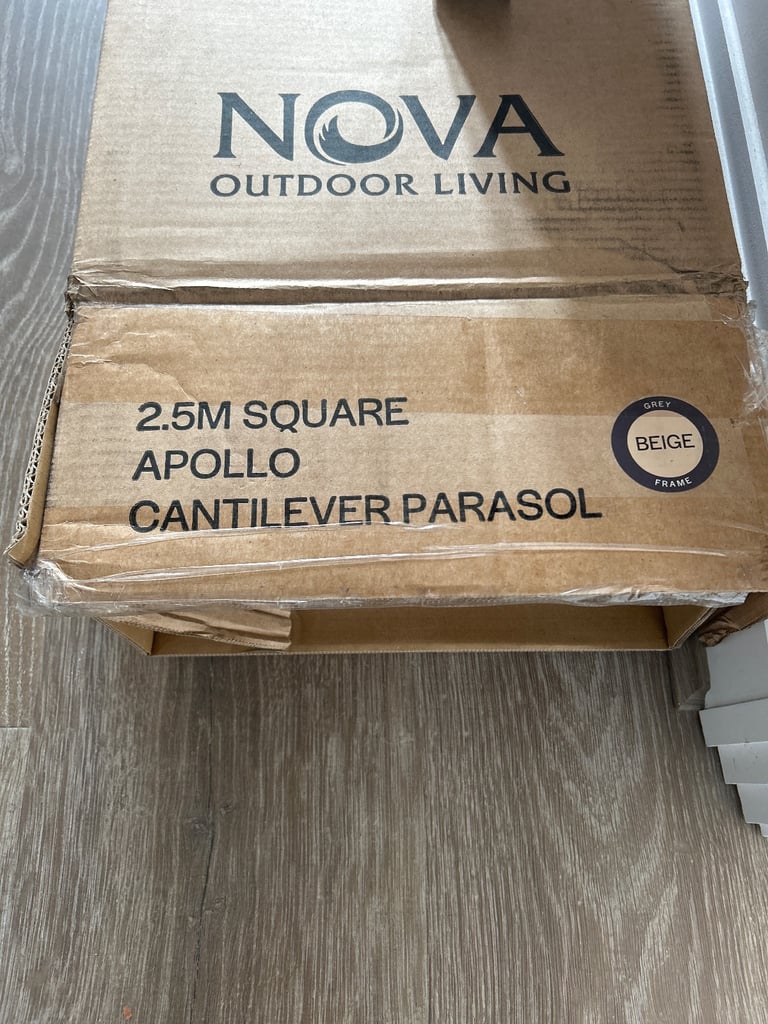 NOVA
OUTDOOR LIVING
2.5M SQUARE
APOLLO
CANTILEVER PARASOL
GREY
BEIGE
FRAME